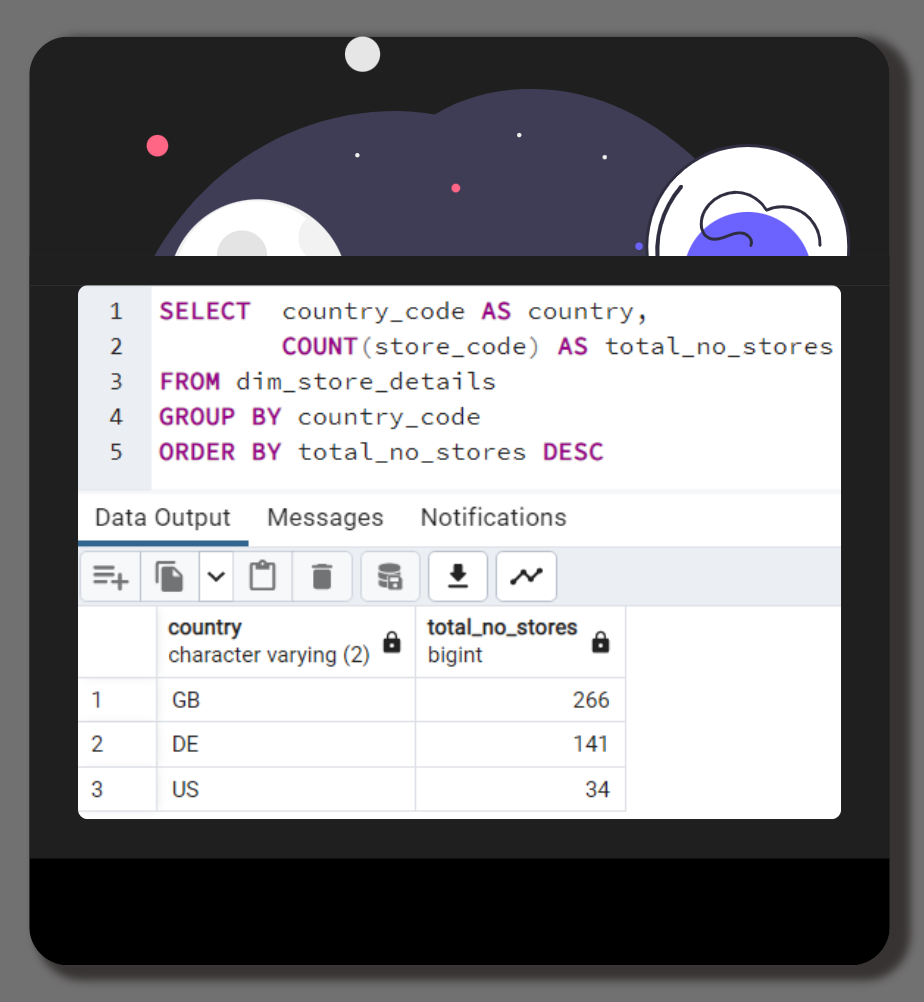 1 SELECT  country_code AS country,
2         COUNT(store_code) AS total_no_stores
3 FROM dim_store_details
4 GROUP BY country_code
5 ORDER BY total_no_stores DESC
Data Output Messages Notifications
country total_no_stores
character varying (2) bigint
1 GB 266
2 DE 141
3 US 34